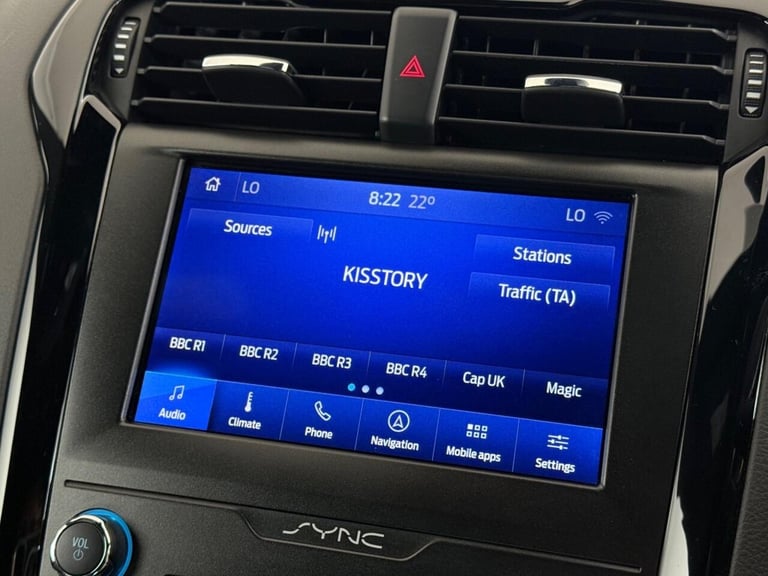 LO 8:22 22° LO
Sources
Stations
KISSTORY
Traffic (TA)
BBC R1 BBC R2 BBC R3 BBC R4 Cap UK Magic
Audio Climate Phone Navigation Mobile apps Settings
SYNC
VOL